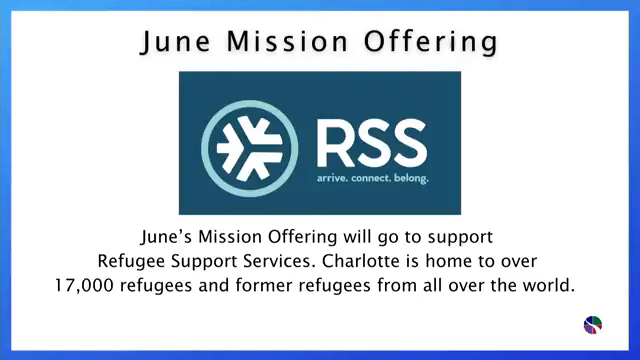 June Mission Offering
RSS
arrive. connect. belong.
June’s Mission Offering will go to support
Refugee Support Services. Charlotte is home to over
17,000 refugees and former refugees from all over the world.